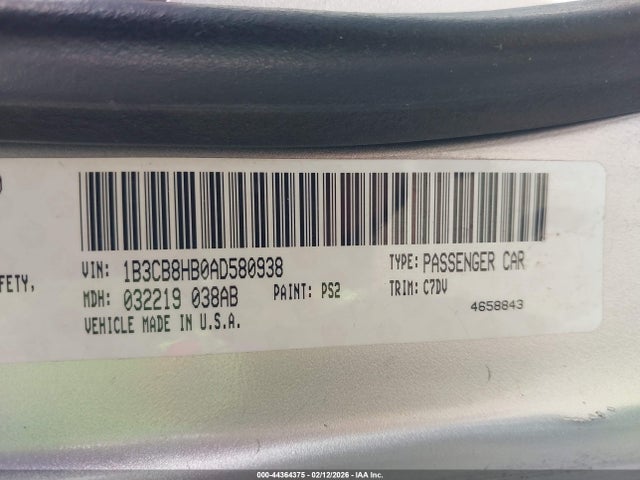 VIN: 1B3CB8HB0AD580938 TYPE: PASSENGER CAR
FETY,
MDH: 032219 038AB PAINT: PS2 TRIM: C7DV
VEHICLE MADE IN U.S.A. 4658843
000-44364375 - 02/12/2026 - IAA Inc.